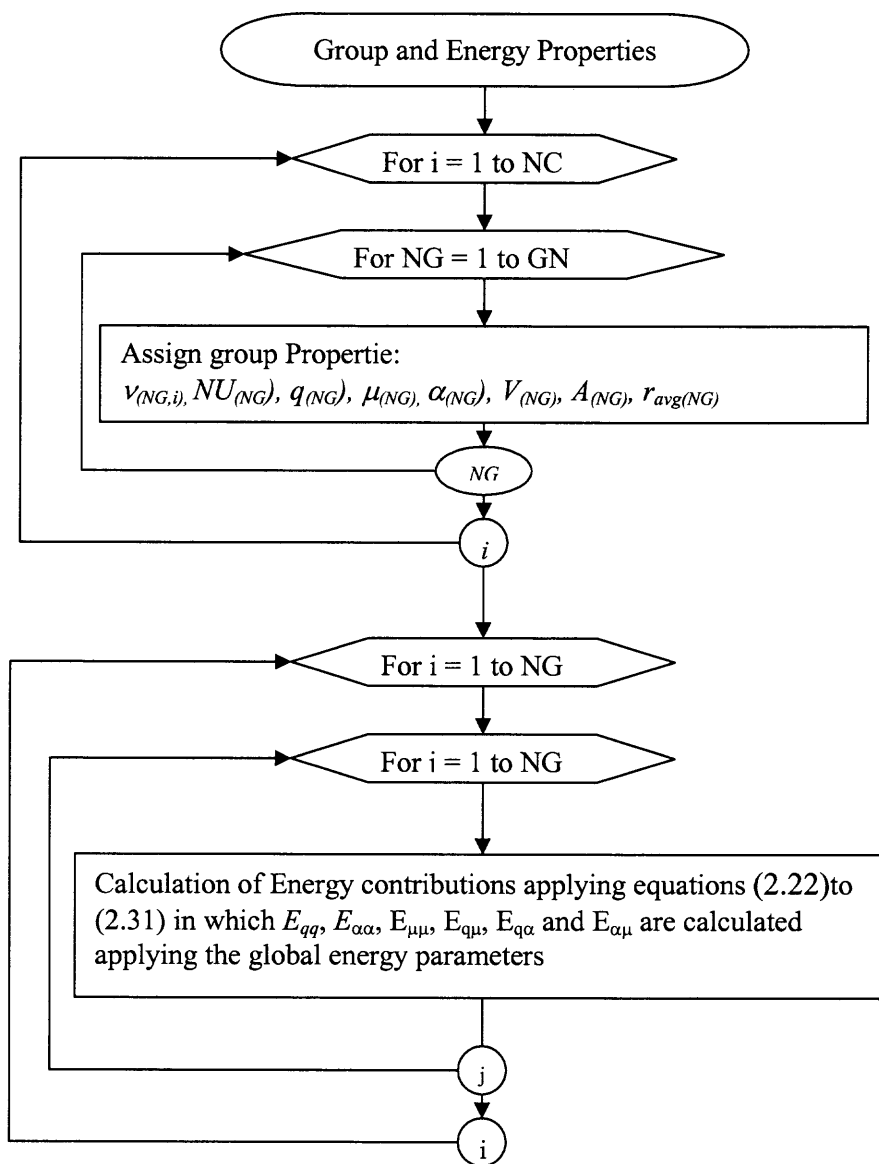 Group and Energy Properties
For i = 1 to NC
For NG = 1 to GN
Assign group Propertie:
ν(NG,i), NU(NG), q(NG), μ(NG), α(NG), V(NG), A(NG), ravg(NG)
NG
i
For i = 1 to NG
For i = 1 to NG
Calculation of Energy contributions applying equations (2.22)to
(2.31) in which Eqq, Eαα, Eμμ, Eqμ, Eqα and Eαμ are calculated
applying the global energy parameters
j
i